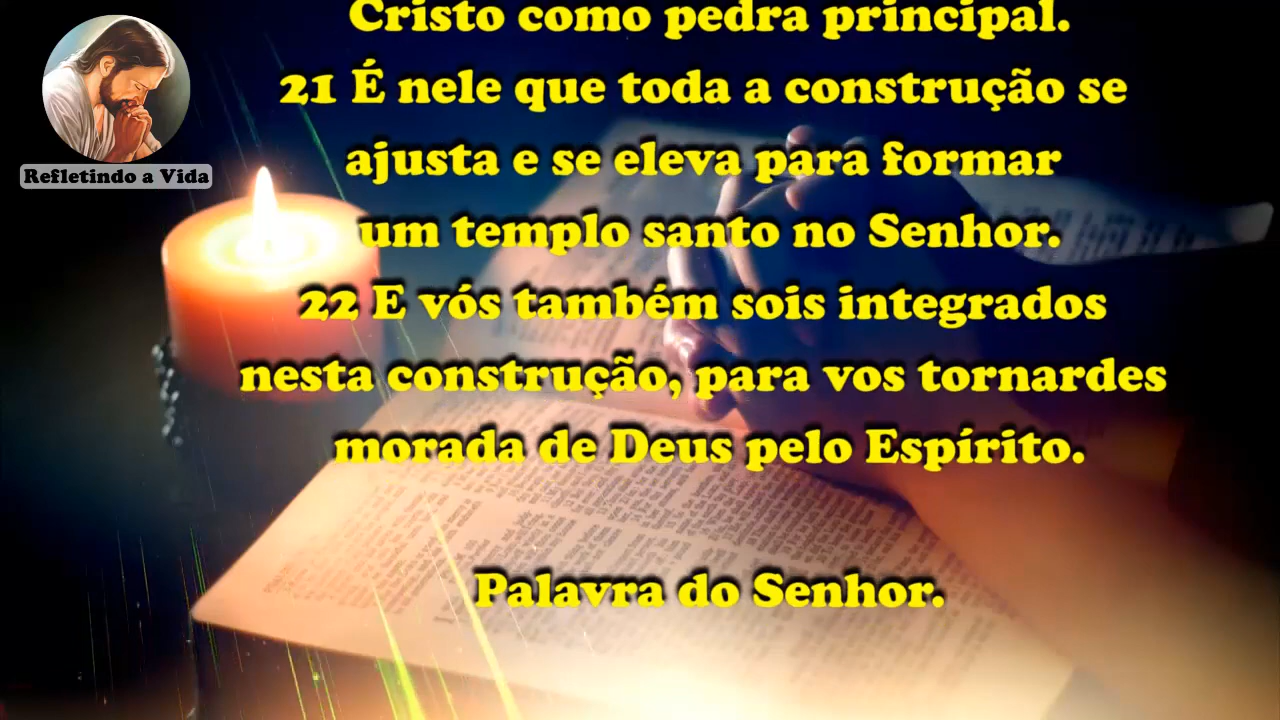 Cristo como pedra principal.
21 É nele que toda a construção se
ajusta e se eleva para formar
um templo santo no Senhor.
22 E vós também sois integrados
nesta construção, para vos tornardes
morada de Deus pelo Espírito.
Palavra do Senhor.
Refletindo a Vida